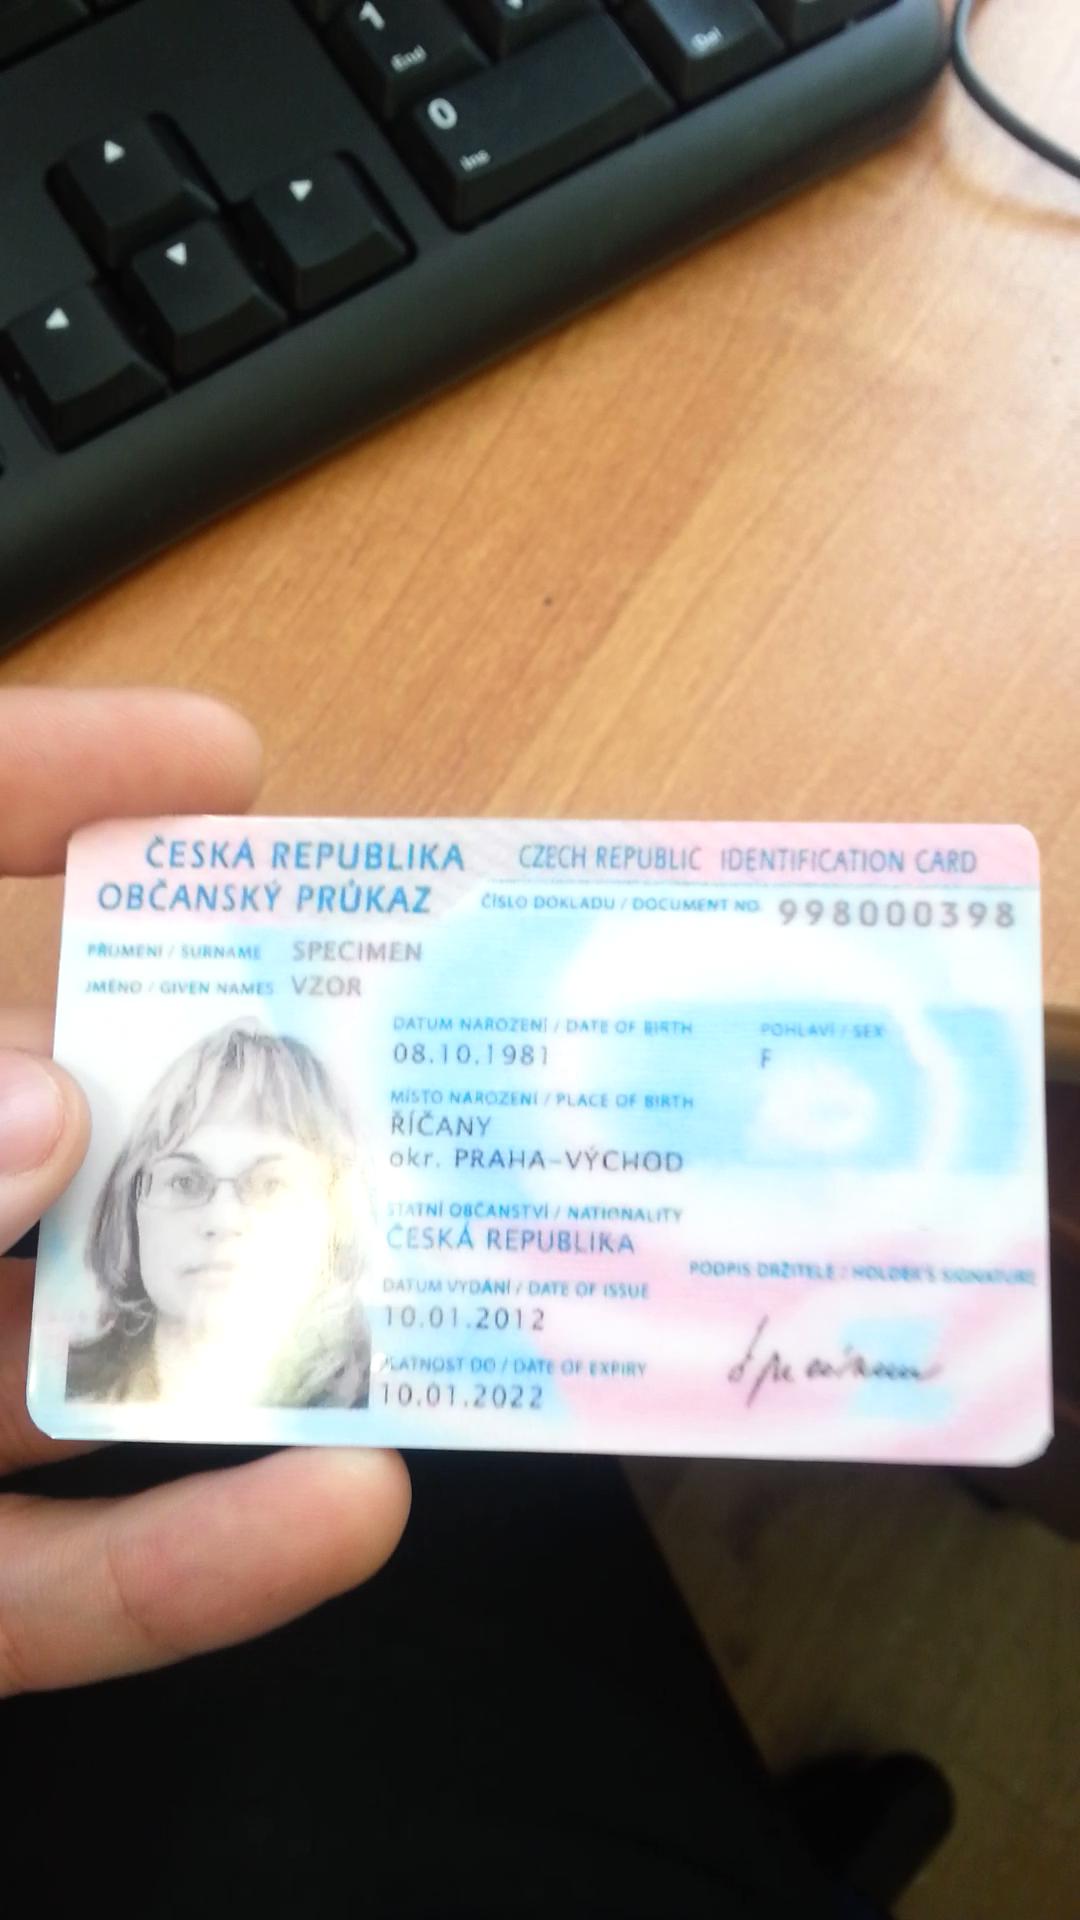 1
End
0
Ins
Del
ČESKÁ REPUBLIKA CZECH REPUBLIC IDENTIFICATION CARD
OBČANSKÝ PRŮKAZ ČÍSLO DOKLADU / DOCUMENT NO. 998000398
PŘÍJMENÍ / SURNAME SPECIMEN
JMÉNO / GIVEN NAMES VZOR
DATUM NAROZENÍ / DATE OF BIRTH POHLAVÍ / SEX
08.10.1981 F
MÍSTO NAROZENÍ / PLACE OF BIRTH
ŘÍČANY
okr. PRAHA-VÝCHOD
STÁTNÍ OBČANSTVÍ / NATIONALITY
ČESKÁ REPUBLIKA
PODPIS DRŽITELE / HOLDER'S SIGNATURE
DATUM VYDÁNÍ / DATE OF ISSUE
10.01.2012
Specimen
PLATNOST DO / DATE OF EXPIRY
10.01.2022